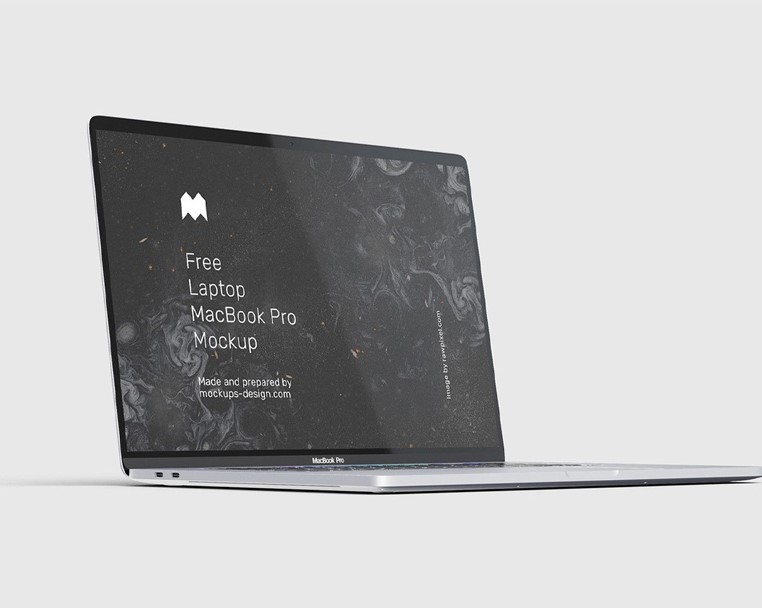 Free
Laptop
MacBook Pro
Mockup
Made and prepared by
mockups-design.com
Image by rawpixel.com
MacBook Pro